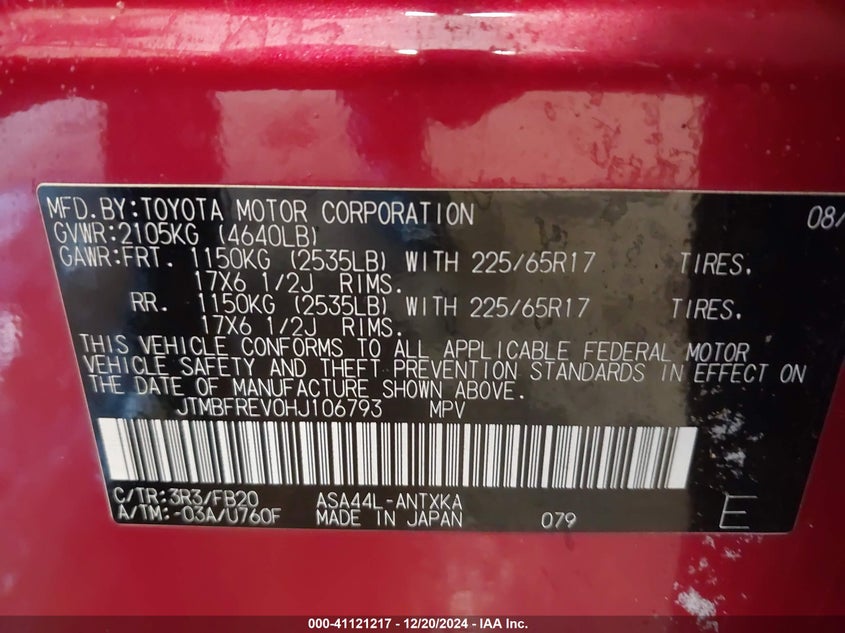 MFD.BY:TOYOTA MOTOR CORPORATION 08/
GVWR:2105KG (4640LB)
GAWR:FRT. 1150KG (2535LB) WITH 225/65R17 TIRES.
17X6 1/2J RIMS.
RR. 1150KG (2535LB) WITH 225/65R17 TIRES.
17X6 1/2J RIMS.
THIS VEHICLE CONFORMS TO ALL APPLICABLE FEDERAL MOTOR
VEHICLE SAFETY AND THEFT PREVENTION STANDARDS IN EFFECT ON
THE DATE OF MANUFACTURE SHOWN ABOVE.
JTMBFREV0HJ106793 MPV
C/TR:3R3/FB20 ASA44L-ANTXKA
A/TM:-03A/U760F MADE IN JAPAN 079 E
000-41121217 - 12/20/2024 - IAA Inc.